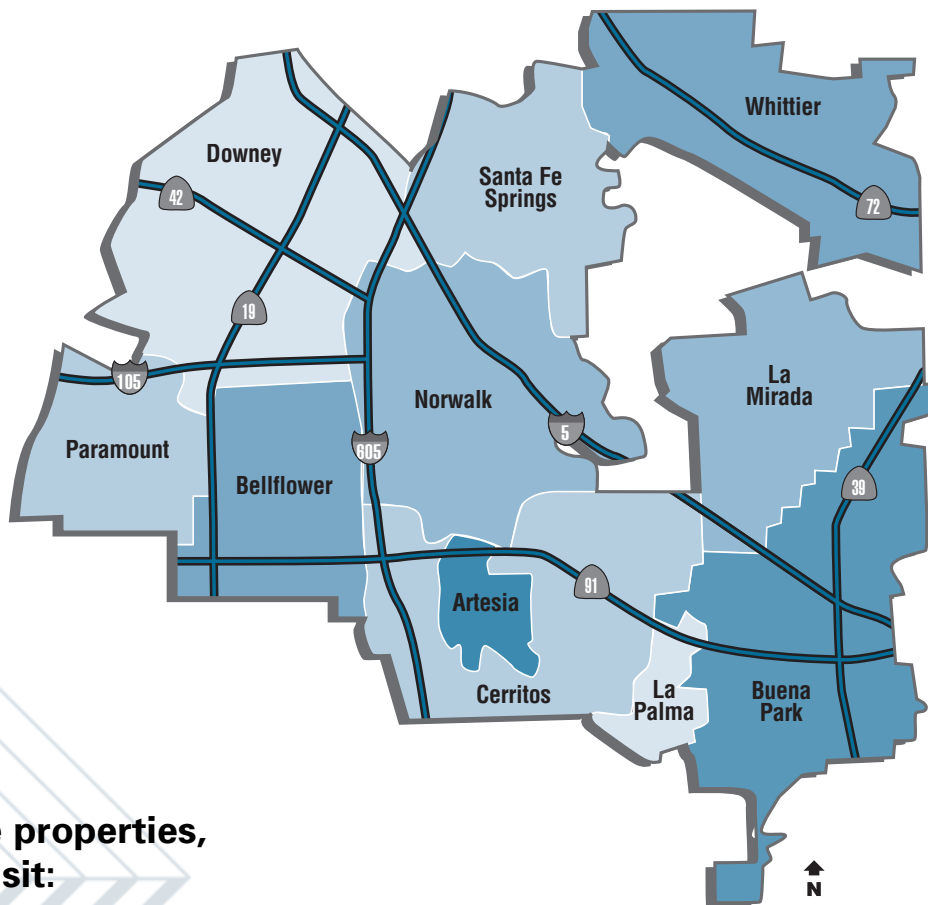 Whittier
Downey
Santa Fe
Springs
42
72
19
105
La
Mirada
Norwalk
5
Paramount
605
Bellflower
39
91
Artesia
Cerritos
La
Palma
Buena
Park
properties,
sit:
N